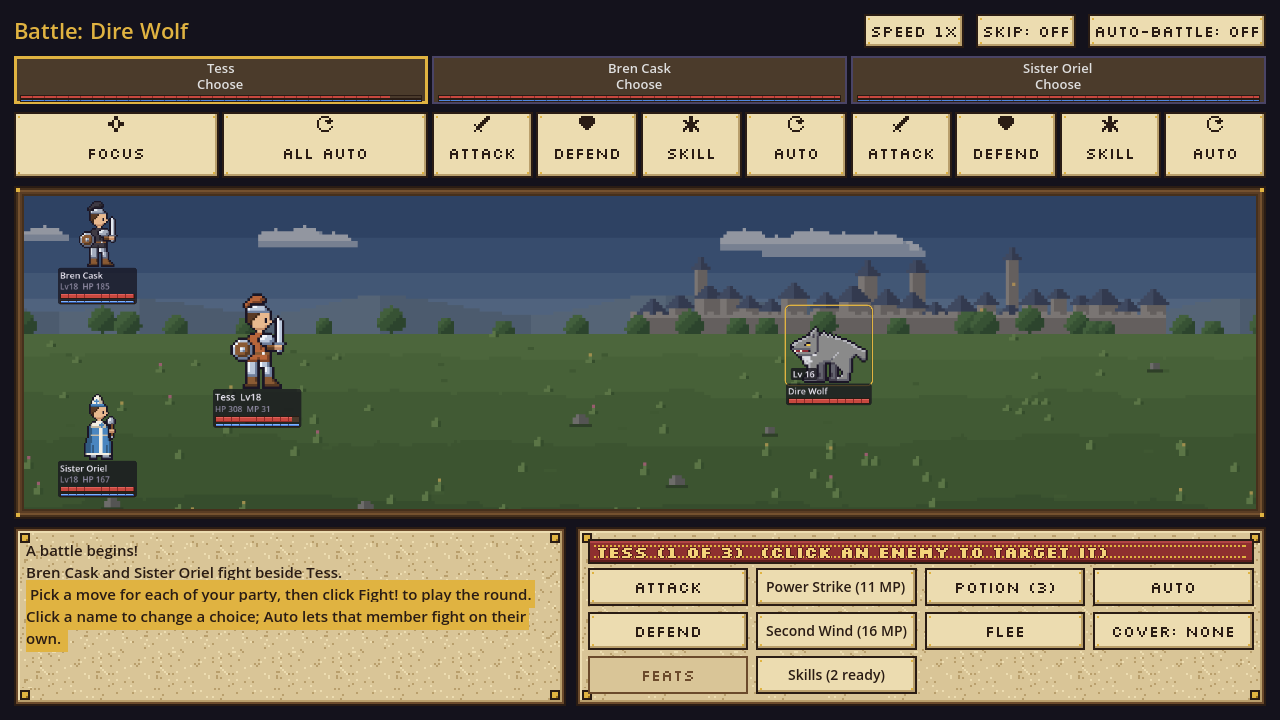 Battle: Dire Wolf
SPEED 1X
SKIP: OFF
AUTO-BATTLE: OFF
Tess
Choose
Bren Cask
Choose
Sister Oriel
Choose
FOCUS
ALL AUTO
ATTACK
DEFEND
SKILL
AUTO
ATTACK
DEFEND
SKILL
AUTO
Bren Cask
Lv18 HP 185
Tess Lv18
HP 308 MP 31
Sister Oriel
Lv18 HP 167
Lv 16
Dire Wolf
A battle begins!
Bren Cask and Sister Oriel fight beside Tess.
Pick a move for each of your party, then click Fight! to play the round.
Click a name to change a choice; Auto lets that member fight on their
own.
TESS (1 OF 3) (CLICK AN ENEMY TO TARGET IT)
ATTACK
Power Strike (11 MP)
POTION (3)
AUTO
DEFEND
Second Wind (16 MP)
FLEE
COVER: NONE
FEATS
Skills (2 ready)